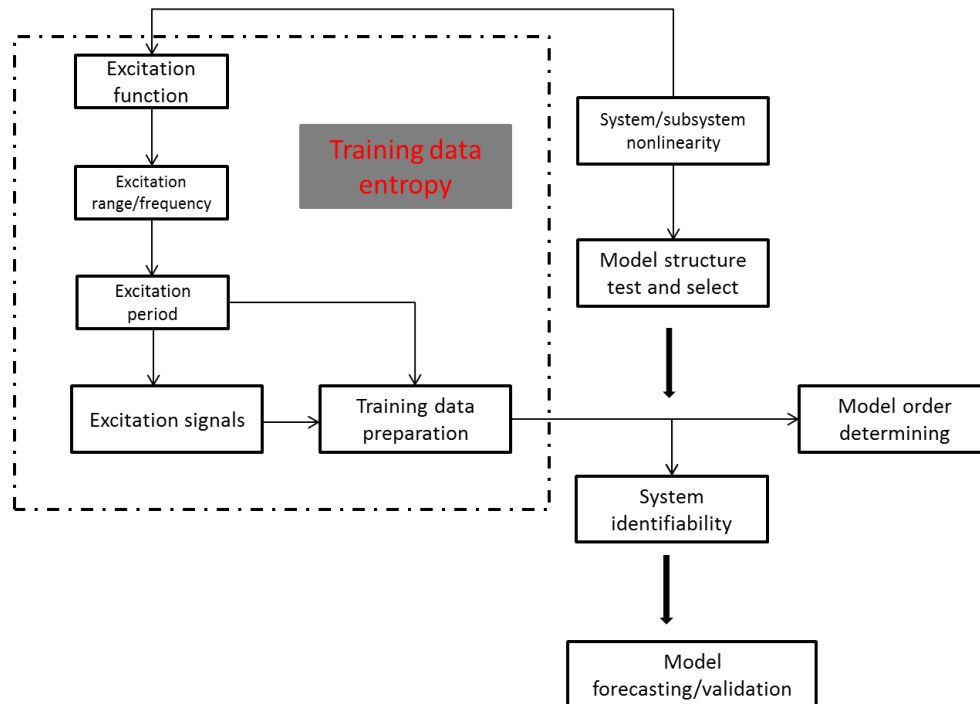 Excitation
function
System/subsystem
nonlinearity
Training data
entropy
Excitation
range/frequency
Model structure
test and select
Excitation
period
Excitation signals
Training data
preparation
Model order
determining
System
identifiability
Model
forecasting/validation